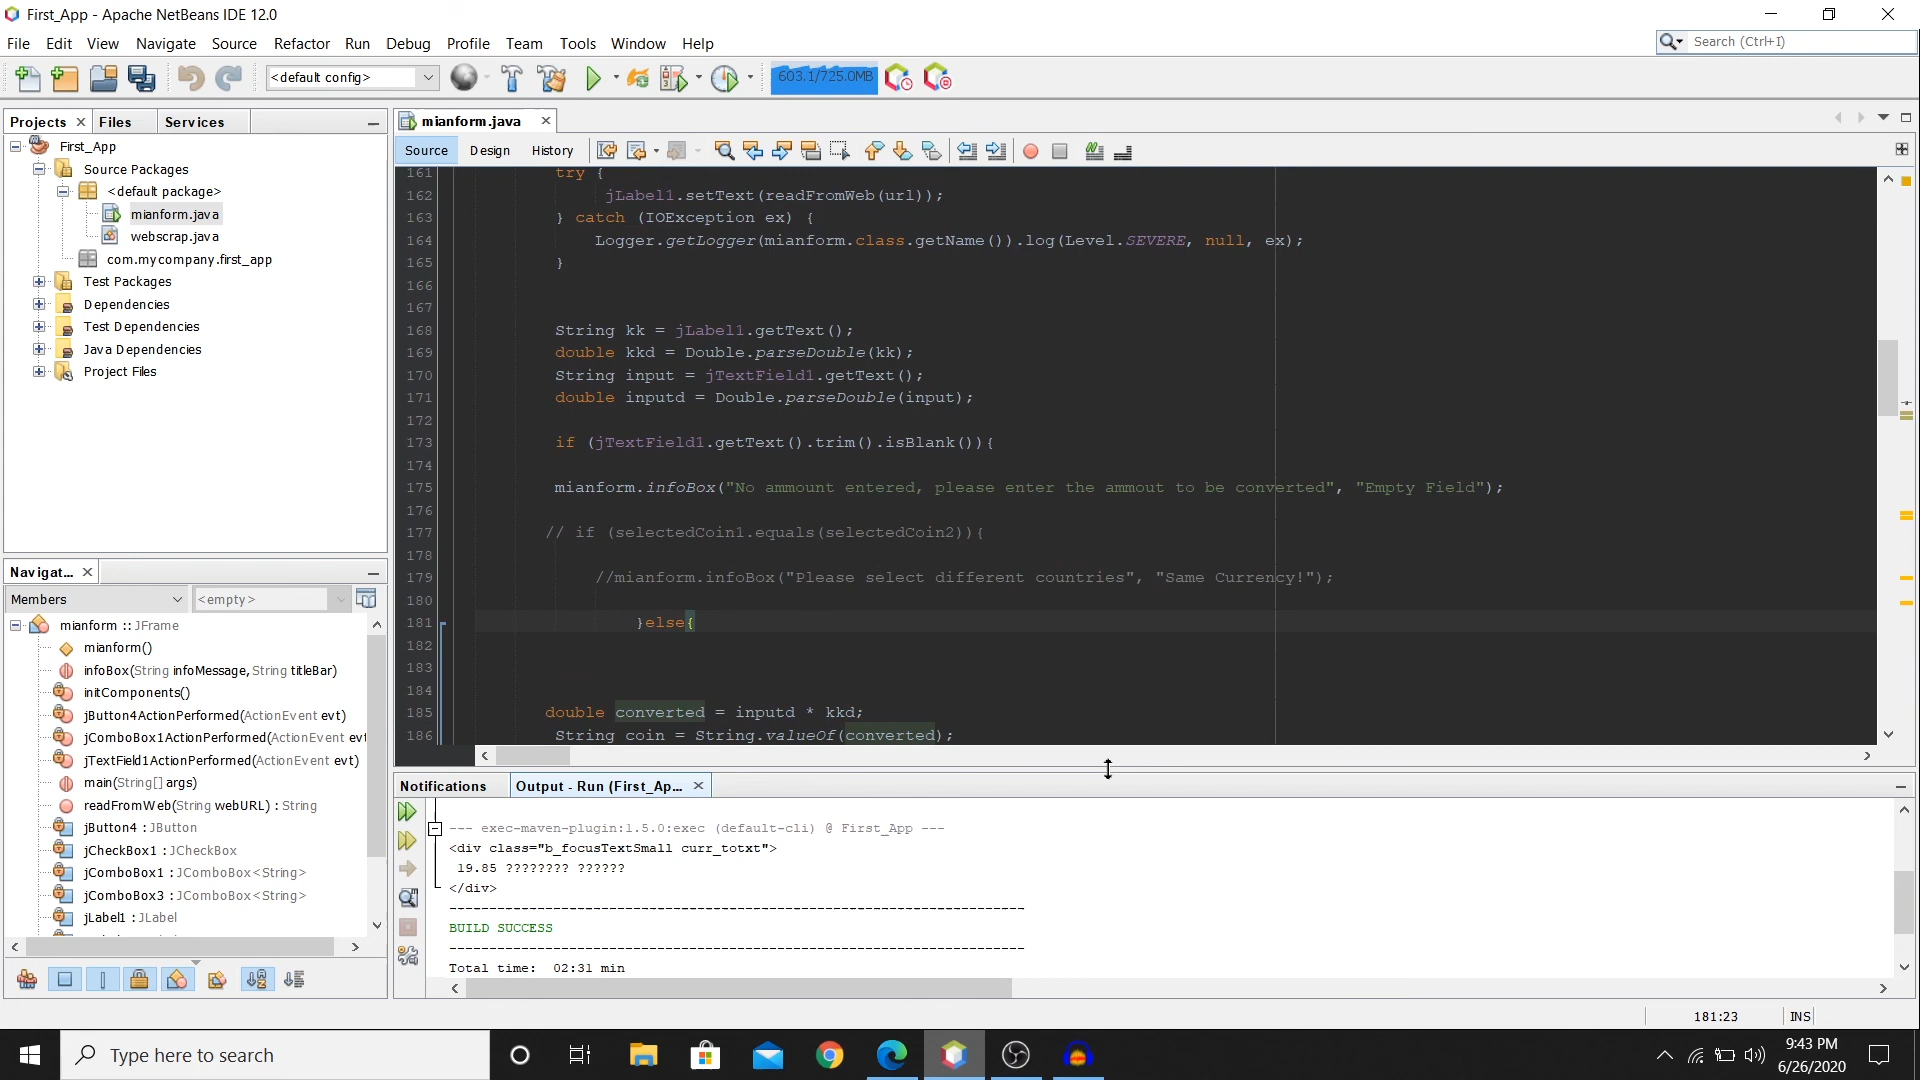 First_App - Apache NetBeans IDE 12.0
File Edit View Navigate Source Refactor Run Debug Profile Team Tools Window Help
Search (Ctrl+I)
<default config>
603.1/725.0MB
Projects Files Services
First_App
Source Packages
<default package>
mianform.java
webscrap.java
com.mycompany.first_app
Test Packages
Dependencies
Test Dependencies
Java Dependencies
Project Files
Navigat...
Members
<empty>
mianform :: JFrame
mianform()
infoBox(String infoMessage, String titleBar)
initComponents()
jButton4ActionPerformed(ActionEvent evt)
jComboBox1ActionPerformed(ActionEvent evt
jTextField1ActionPerformed(ActionEvent evt)
main(String[] args)
readFromWeb(String webURL) : String
jButton4 : JButton
jCheckBox1 : JCheckBox
jComboBox1 : JComboBox<String>
jComboBox3 : JComboBox<String>
jLabel1 : JLabel
mianform.java
Source Design History
161 try {
162 jLabel1.setText(readFromWeb(url));
163 } catch (IOException ex) {
164 Logger.getLogger(mianform.class.getName()).log(Level.SEVERE, null, ex);
165 }
166
167
168 String kk = jLabel1.getText();
169 double kkd = Double.parseDouble(kk);
170 String input = jTextField1.getText();
171 double inputd = Double.parseDouble(input);
172
173 if (jTextField1.getText().trim().isBlank()){
174
175 mianform.infoBox("No ammount entered, please enter the ammout to be converted", "Empty Field");
176
177 // if (selectedCoin1.equals(selectedCoin2)){
178
179 //mianform.infoBox("Please select different countries", "Same Currency!");
180
181 }else{
182
183
184
185 double converted = inputd * kkd;
186 String coin = String.valueOf(converted);
Notifications Output - Run (First_Ap...
--- exec-maven-plugin:1.5.0:exec (default-cli) @ First_App ---
<div class="b_focusTextSmall curr_totxt">
19.85 ???????? ??????
</div>
------------------------------------------------------------------------
BUILD SUCCESS
------------------------------------------------------------------------
Total time:  02:31 min
181:23 INS
Type here to search
9:43 PM
6/26/2020